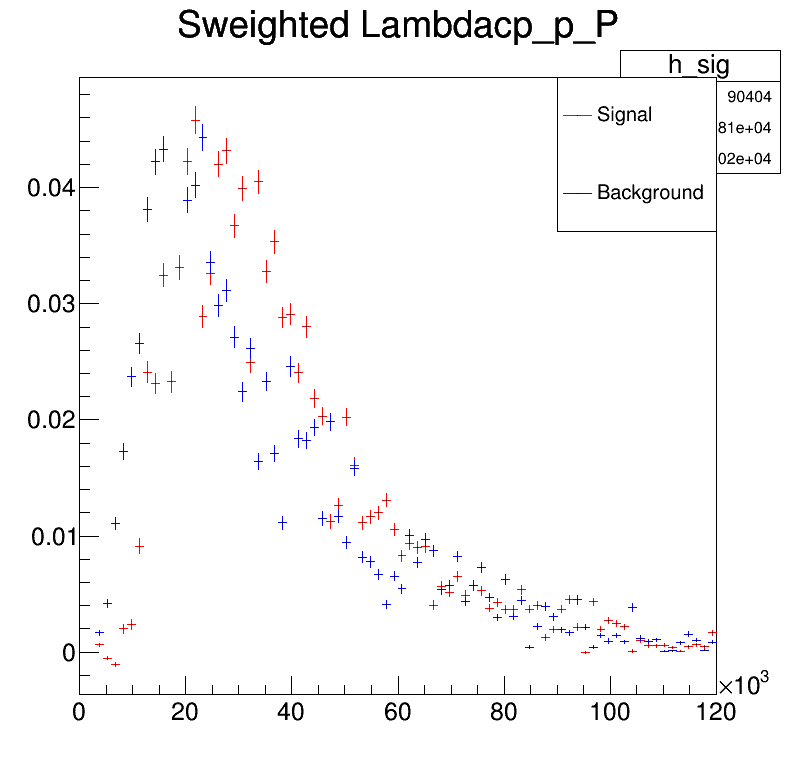 Sweighted Lambdacp_p_P
h_sig
90404
81e+04
02e+04
Signal
Background
0.04
0.03
0.02
0.01
0
0 20 40 60 80 100 120
×10³